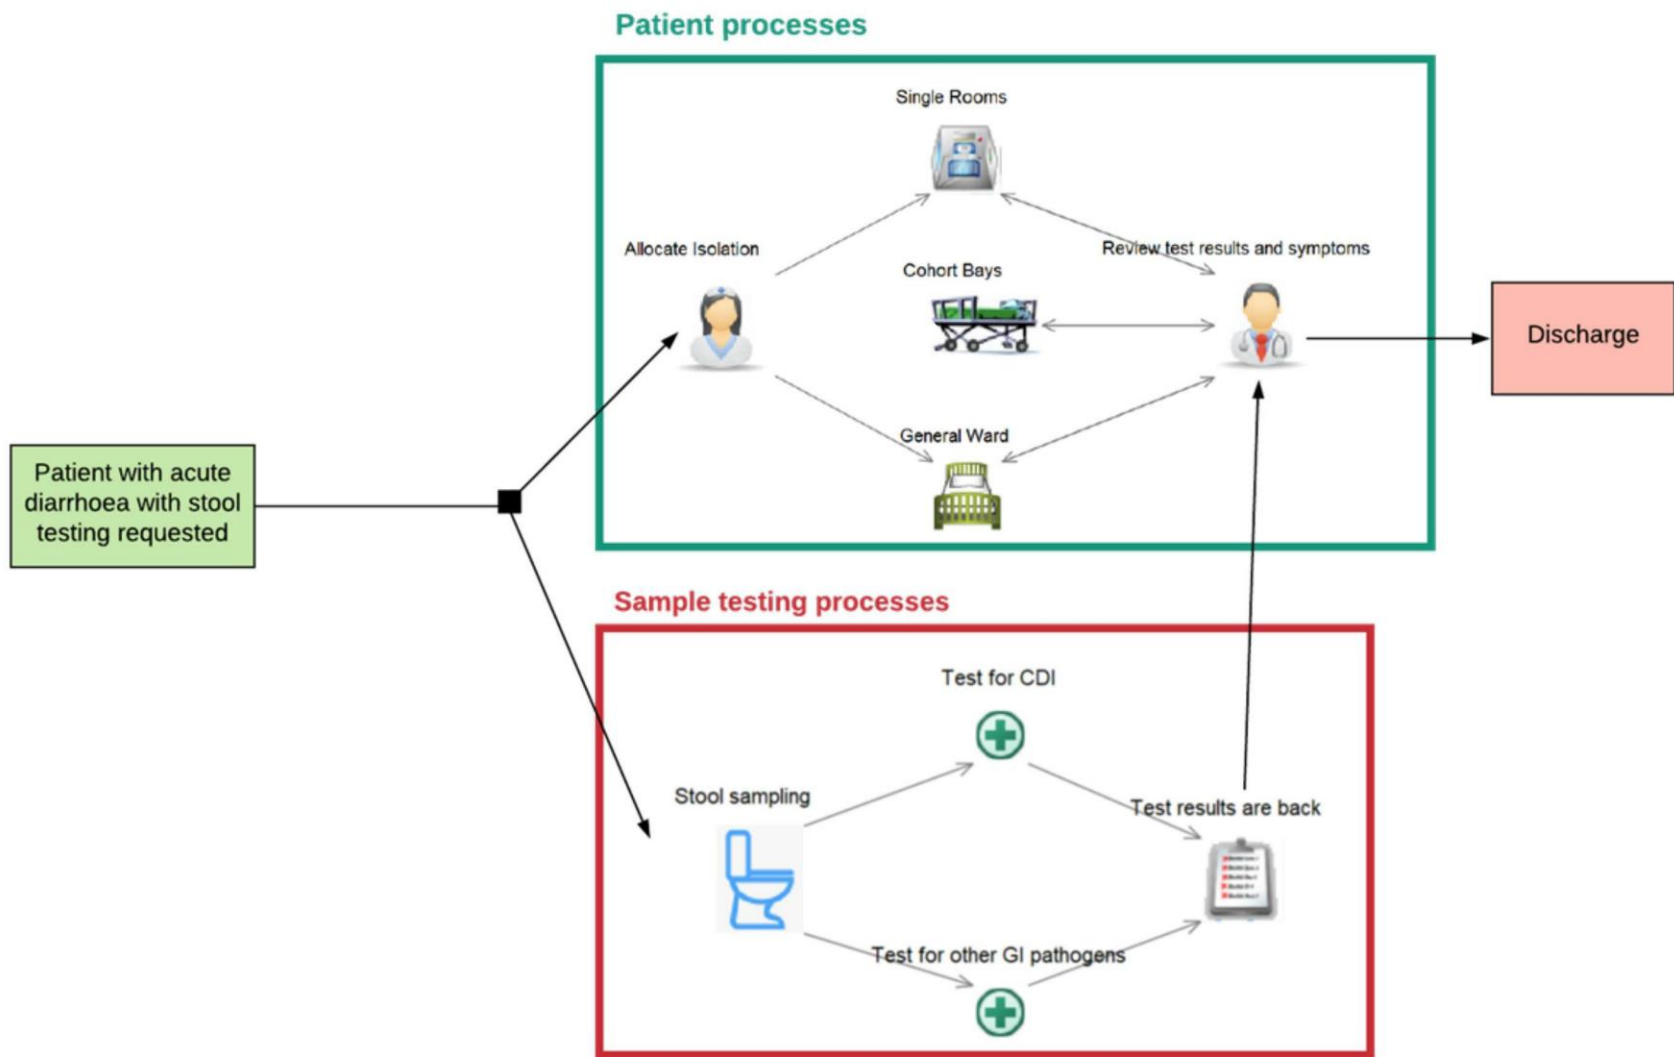 Patient processes
Single Rooms
Allocate Isolation
Review test results and symptoms
Cohort Bays
Discharge
General Ward
Patient with acute
diarrhoea with stool
testing requested
Sample testing processes
Test for CDI
Stool sampling
Test results are back
Test for other GI pathogens